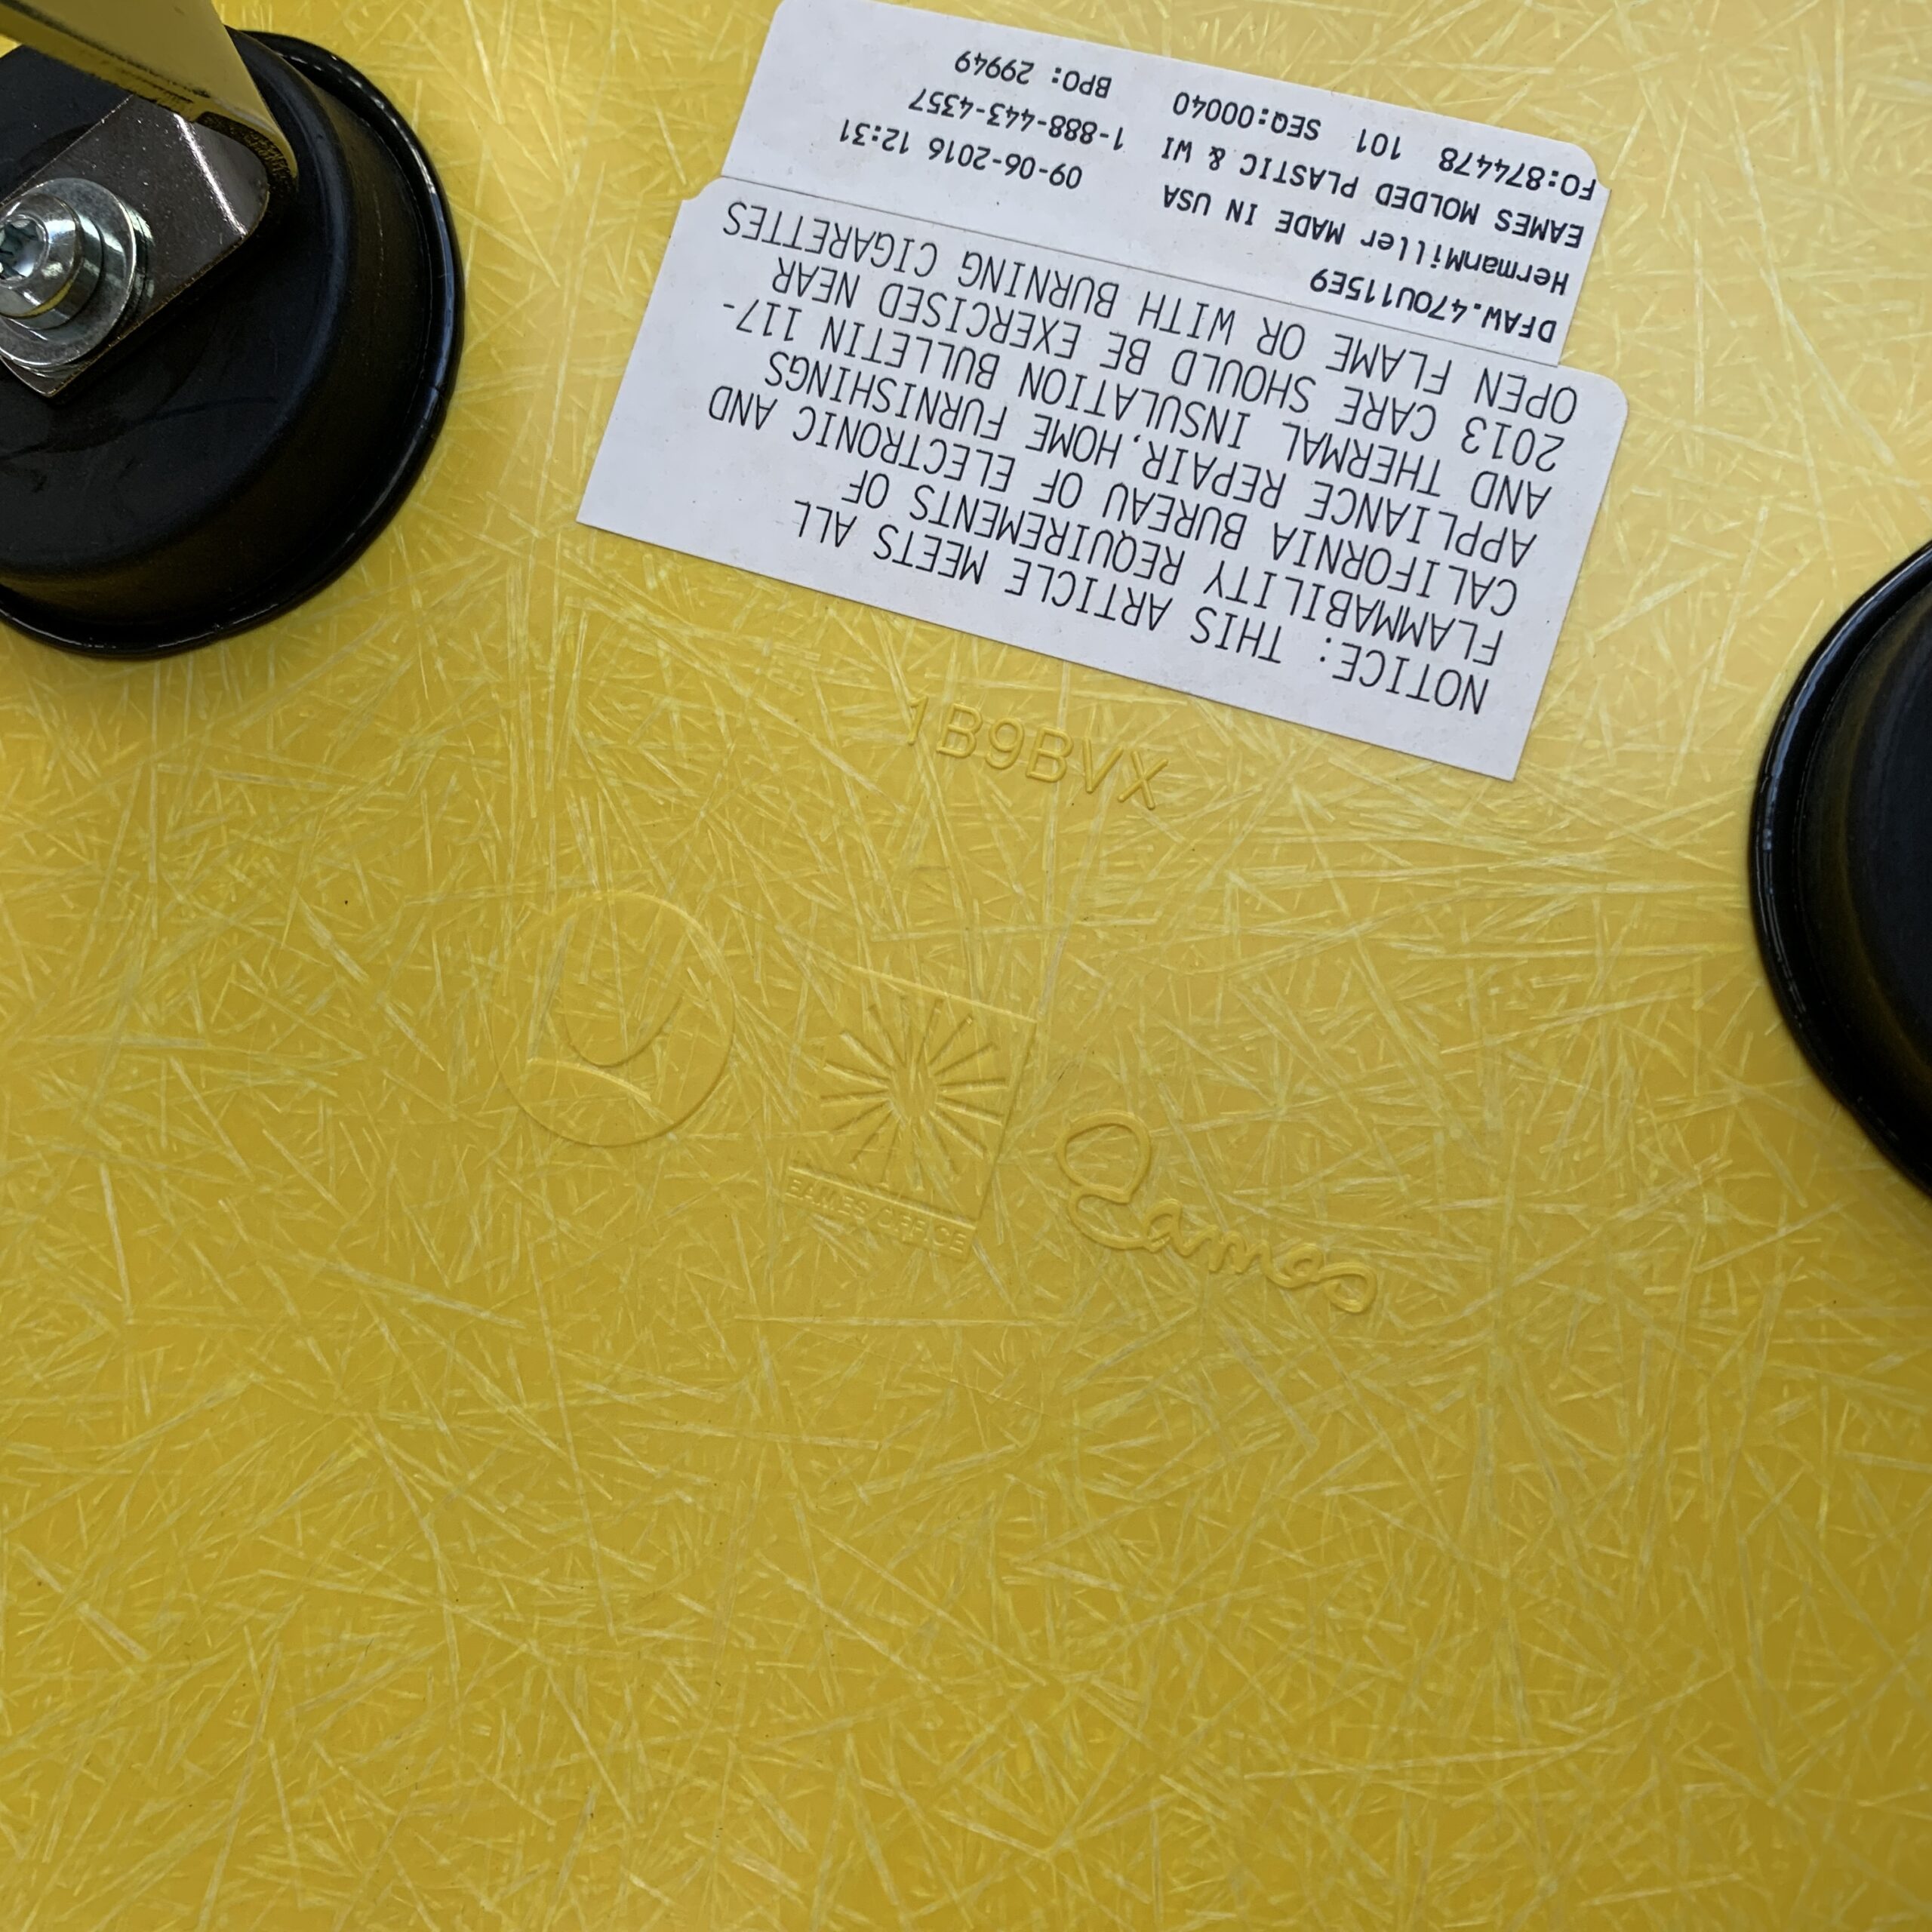 NOTICE: THIS ARTICLE MEETS ALL
FLAMMABILITY REQUIREMENTS OF
CALIFORNIA BUREAU OF ELECTRONIC AND
APPLIANCE REPAIR,HOME FURNISHINGS
AND THERMAL INSULATION BULLETIN 117-
2013 CARE SHOULD BE EXERCISED NEAR
OPEN FLAME OR WITH BURNING CIGARETTES
DFAW.47OU115E9
HermanMiller MADE IN USA 09-06-2016 12:31
EAMES MOLDED PLASTIC & WI 1-888-443-4357
FO:874478 101 SEQ:00040 BPO: 29949
1B9BVX
EAMES OFFICE
Eames